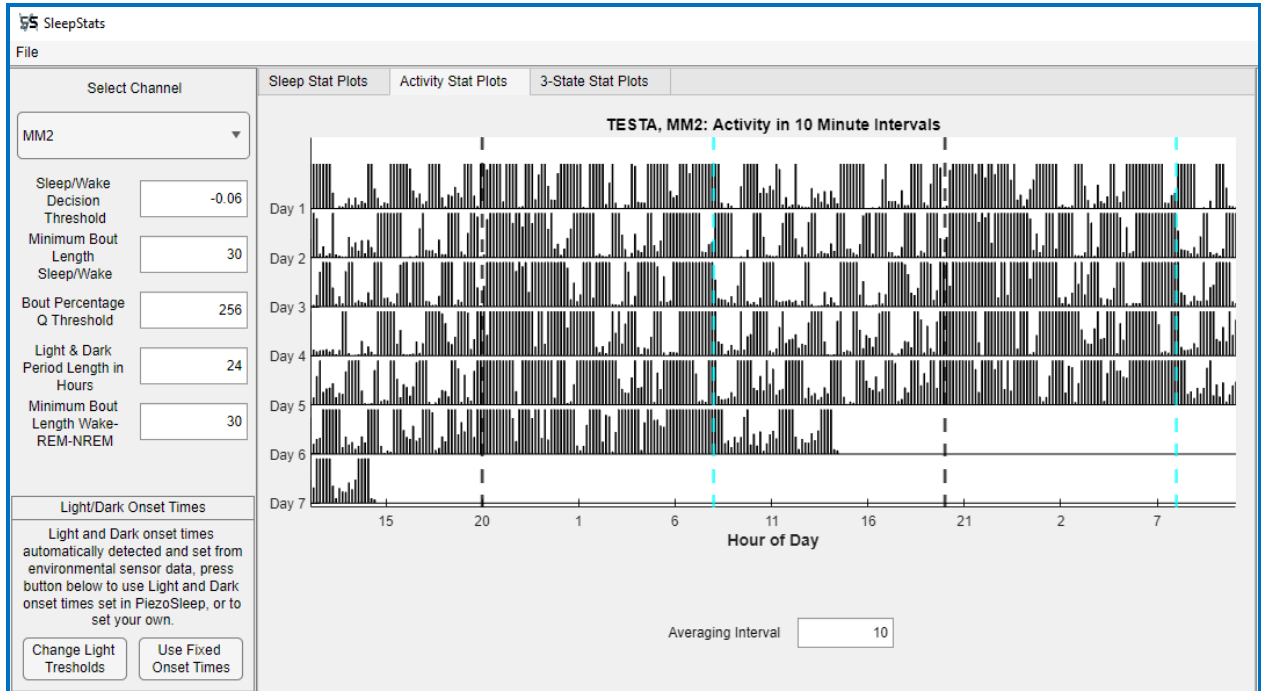 SleepStats
File
Select Channel
MM2
Sleep/Wake
Decision
Threshold
-0.06
Minimum Bout
Length
Sleep/Wake
30
Bout Percentage
Q Threshold
256
Light & Dark
Period Length in
Hours
24
Minimum Bout
Length Wake-
REM-NREM
30
Light/Dark Onset Times
Light and Dark onset times
automatically detected and set from
environmental sensor data, press
button below to use Light and Dark
onset times set in PiezoSleep, or to
set your own.
Change Light
Tresholds
Use Fixed
Onset Times
Sleep Stat Plots
Activity Stat Plots
3-State Stat Plots
TESTA, MM2: Activity in 10 Minute Intervals
Day 1
Day 2
Day 3
Day 4
Day 5
Day 6
Day 7
15 20 1 6 11 16 21 2 7
Hour of Day
Averaging Interval
10